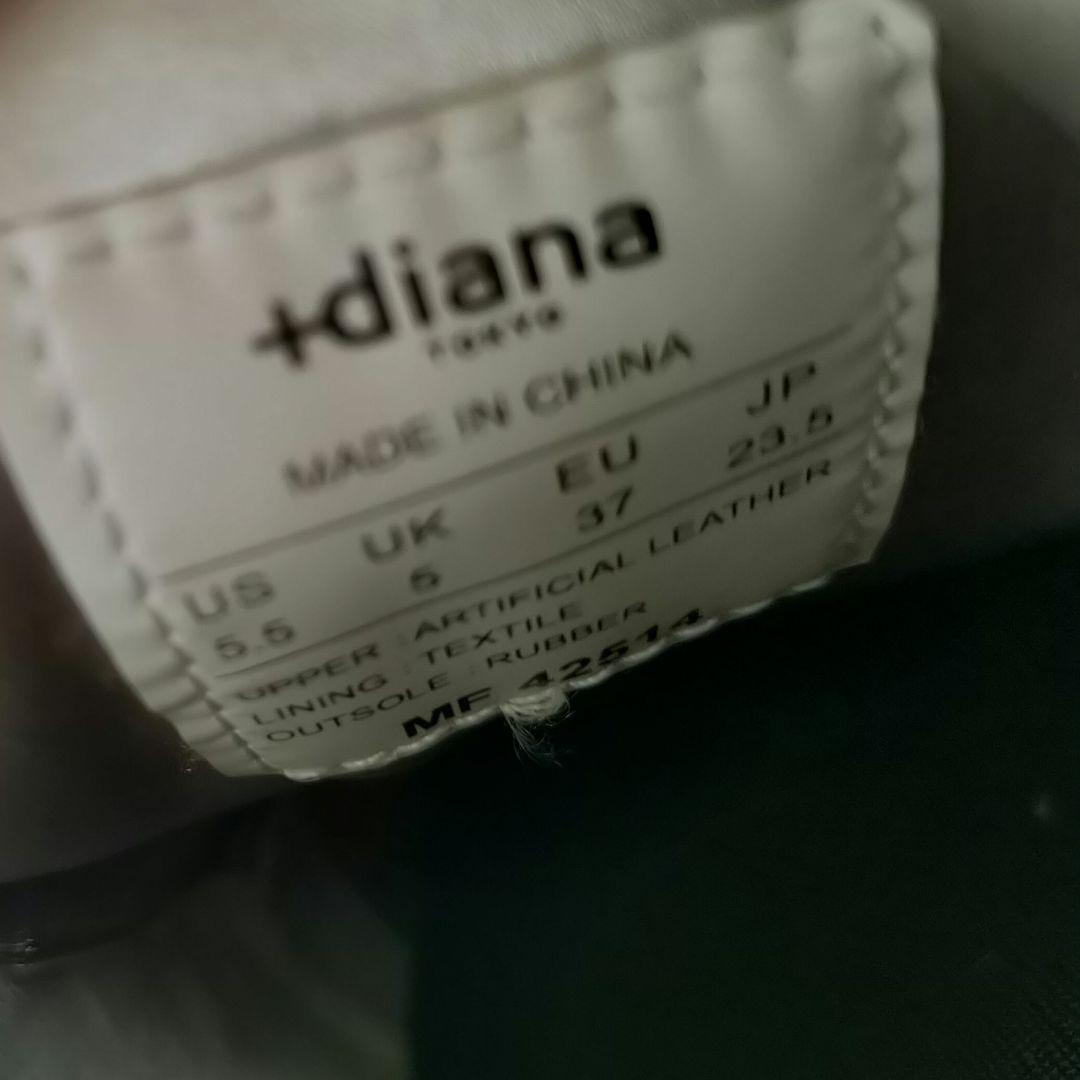 +diana
TOKYO
MADE IN CHINA
US UK EU JP
5.5 5 37 23.5
UPPER : ARTIFICIAL LEATHER
LINING : TEXTILE
OUTSOLE : RUBBER
MF 42514